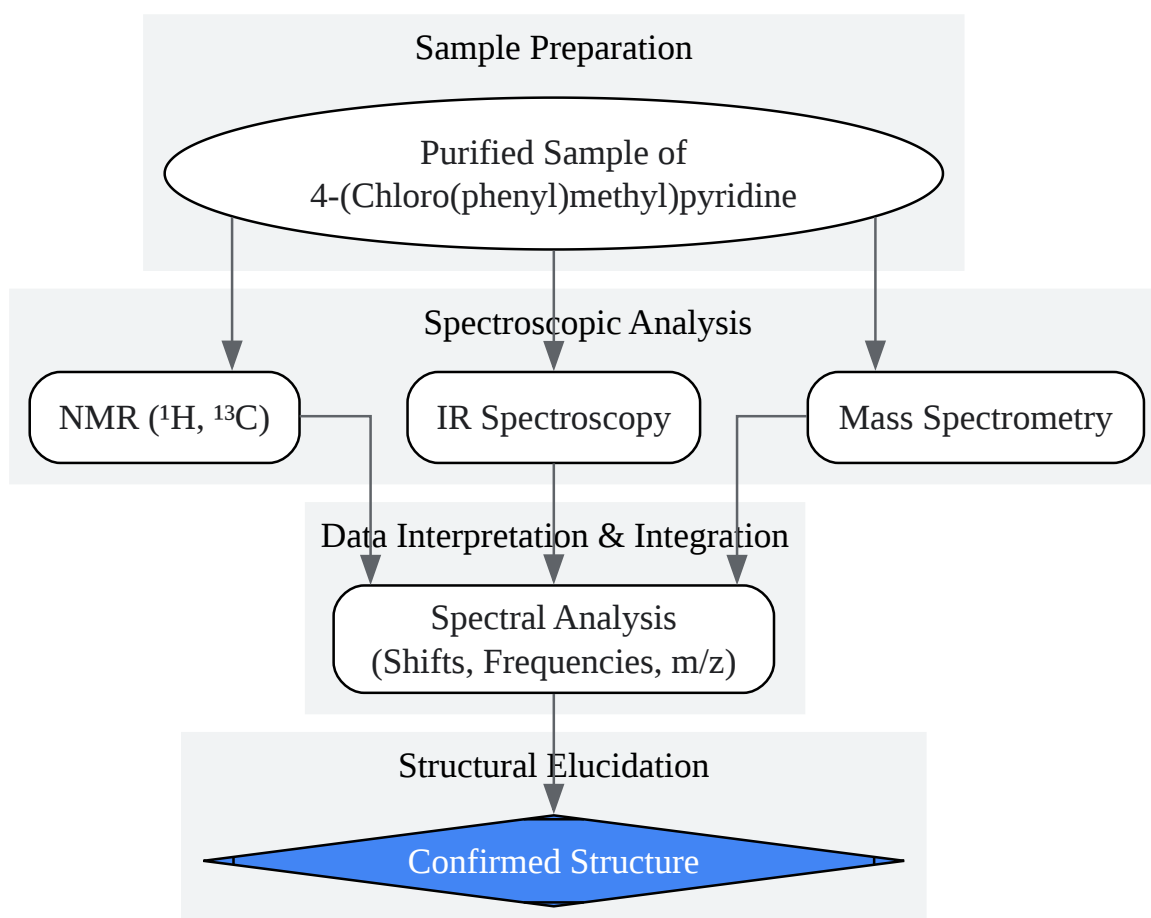 Sample Preparation
Purified Sample of
4-(Chloro(phenyl)methyl)pyridine
Spectroscopic Analysis
NMR (¹H, ¹³C)
IR Spectroscopy
Mass Spectrometry
Data Interpretation & Integration
Spectral Analysis
(Shifts, Frequencies, m/z)
Structural Elucidation
Confirmed Structure